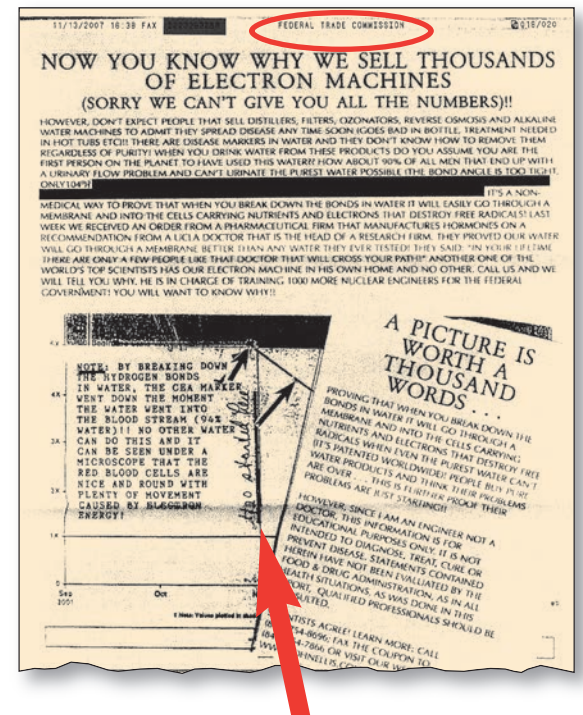 11/13/2007 16:38 FAX
FEDERAL TRADE COMMISSION
018/020
NOW YOU KNOW WHY WE SELL THOUSANDS
OF ELECTRON MACHINES
(SORRY WE CAN'T GIVE YOU ALL THE NUMBERS)!!
HOWEVER, DON'T EXPECT PEOPLE THAT SELL DISTILLERS, FILTERS, OZONATORS, REVERSE OSMOSIS AND ALKALINE
WATER MACHINES TO ADMIT THEY SPREAD DISEASE ANY TIME SOON (GOES BAD IN BOTTLE, TREATMENT NEEDED
IN HOT TUBS ETC)!! THERE ARE DISEASE MARKERS IN WATER AND THEY DON'T KNOW HOW TO REMOVE THEM
REGARDLESS OF PURITY! WHEN YOU DRINK WATER FROM THESE PRODUCTS DO YOU ASSUME YOU ARE THE
FIRST PERSON ON THE PLANET TO HAVE USED THIS WATER?! HOW ABOUT 90% OF ALL MEN THAT END UP WITH
A URINARY FLOW PROBLEM AND CAN'T URINATE THE PUREST WATER POSSIBLE (THE BOND ANGLE IS TOO TIGHT,
ONLY 104°)!
IT'S A NON-
MEDICAL WAY TO PROVE THAT WHEN YOU BREAK DOWN THE BONDS IN WATER IT WILL EASILY GO THROUGH A
MEMBRANE AND INTO THE CELLS CARRYING NUTRIENTS AND ELECTRONS THAT DESTROY FREE RADICALS! LAST
WEEK WE RECEIVED AN ORDER FROM A PHARMACEUTICAL FIRM THAT MANUFACTURES HORMONES ON A
RECOMMENDATION FROM A UCLA DOCTOR THAT IS THE HEAD OF A RESEARCH FIRM. THEY PROVED OUR WATER
WILL GO THROUGH A MEMBRANE BETTER THAN ANY WATER THEY EVER TESTED! THEY SAID: "IN YOUR LIFETIME
THERE ARE ONLY A FEW PEOPLE LIKE THAT DOCTOR THAT WILL CROSS YOUR PATH!" ANOTHER ONE OF THE
WORLD'S TOP SCIENTISTS HAS OUR ELECTRON MACHINE IN HIS OWN HOME AND NO OTHER. CALL US AND WE
WILL TELL YOU WHY. HE IS IN CHARGE OF TRAINING 1000 MORE NUCLEAR ENGINEERS FOR THE FEDERAL
GOVERNMENT! YOU WILL WANT TO KNOW WHY!!
NOTE: BY BREAKING DOWN
THE HYDROGEN BONDS
IN WATER, THE CEA MARKER
WENT DOWN THE MOMENT
THE WATER WENT INTO
THE BLOOD STREAM (94%
WATER)!! NO OTHER WATER
CAN DO THIS AND IT
CAN BE SEEN UNDER A
MICROSCOPE THAT THE
RED BLOOD CELLS ARE
NICE AND ROUND WITH
PLENTY OF MOVEMENT
CAUSED BY ELECTRON
ENERGY!
H2O started here
0
Sep
2001
Oct
Note: Values plotted in
A PICTURE IS
WORTH A
THOUSAND
WORDS . . .
PROVING THAT WHEN YOU BREAK DOWN THE
BONDS IN WATER IT WILL GO THROUGH A
MEMBRANE AND INTO THE CELLS CARRYING
NUTRIENTS AND ELECTRONS THAT DESTROY FREE
RADICALS WHEN EVEN THE PUREST WATER CAN'T
(IT'S PATENTED WORLDWIDE)! PEOPLE BUY PURE
WATER PRODUCTS AND THINK THEIR PROBLEMS
ARE OVER . . . THIS IS FURTHER PROOF THEIR
PROBLEMS ARE JUST STARTING!!
HOWEVER, SINCE I AM AN ENGINEER NOT A
DOCTOR, THIS INFORMATION IS FOR
EDUCATIONAL PURPOSES ONLY. IT IS NOT
INTENDED TO DIAGNOSE, TREAT, CURE OR
PREVENT DISEASE. STATEMENTS CONTAINED
HEREIN HAVE NOT BEEN EVALUATED BY THE
FOOD & DRUG ADMINISTRATION, AS IN ALL
HEALTH SITUATIONS, AS WAS DONE IN THIS
QUALIFIED PROFESSIONALS SHOULD BE
AGREE! LEARN MORE: CALL
FAX THE COUPON TO
OR VISIT OUR